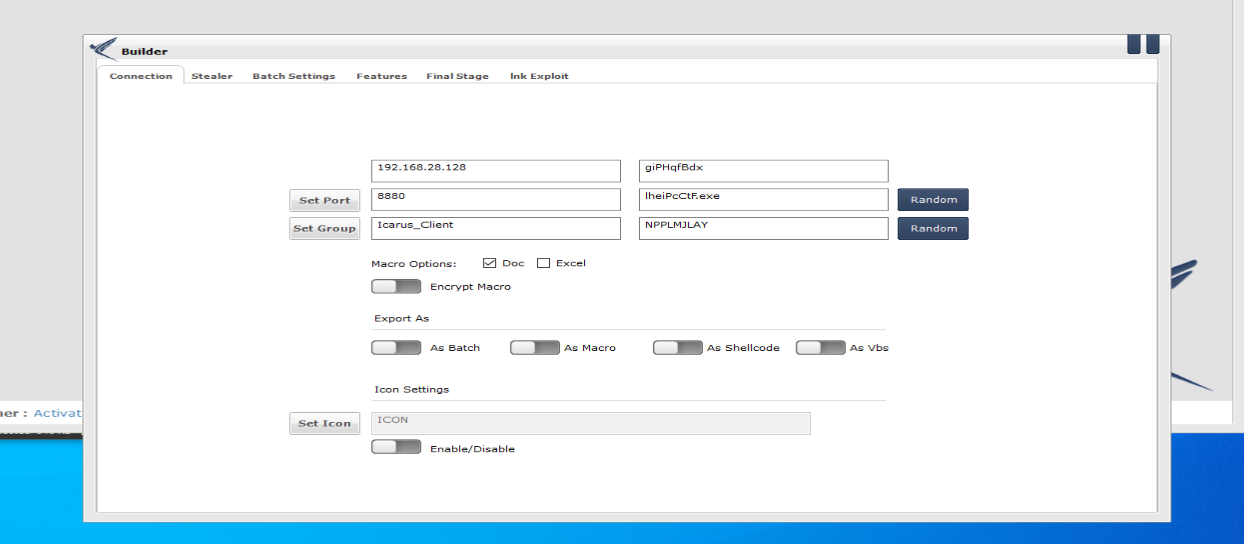 Builder
Connection Stealer Batch Settings Features Final Stage Ink Exploit
192.168.28.128 giPHqfBdx
Set Port 8880 lheiPcCtF.exe Random
Set Group Icarus_Client NPPLMJLAY Random
Macro Options: Doc Excel
Encrypt Macro
Export As
As Batch As Macro As Shellcode As Vbs
Icon Settings
ner : Activat
Set Icon ICON
Enable/Disable